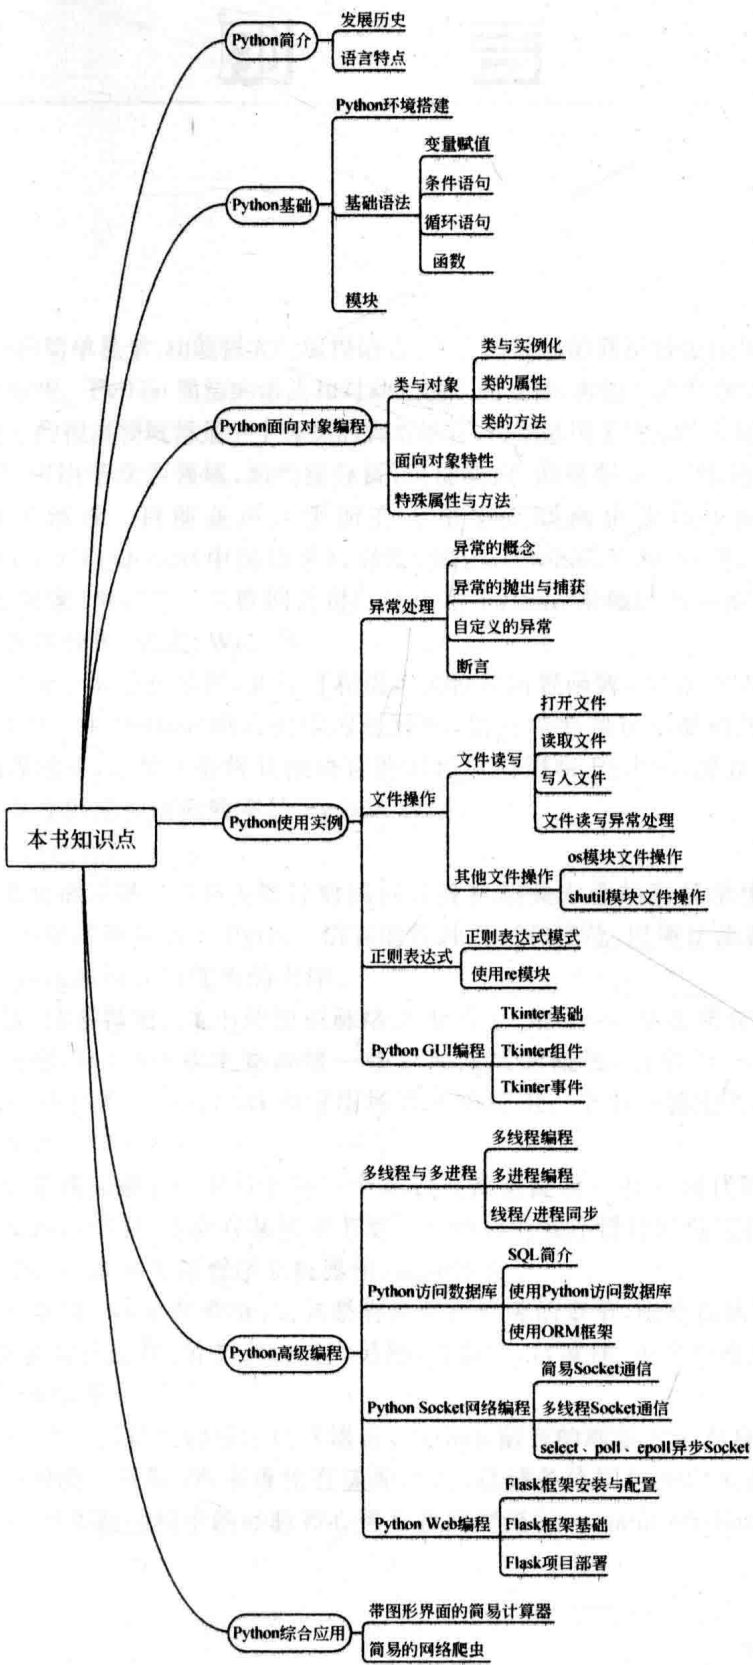 本书知识点
Python简介
发展历史
语言特点
Python基础
Python环境搭建
基础语法
变量赋值
条件语句
循环语句
函数
模块
Python面向对象编程
类与对象
类与实例化
类的属性
类的方法
面向对象特性
特殊属性与方法
Python使用实例
异常处理
异常的概念
异常的抛出与捕获
自定义的异常
断言
文件操作
文件读写
打开文件
读取文件
写入文件
文件读写异常处理
其他文件操作
os模块文件操作
shutil模块文件操作
正则表达式
正则表达式模式
使用re模块
Python GUI编程
Tkinter基础
Tkinter组件
Tkinter事件
Python高级编程
多线程与多进程
多线程编程
多进程编程
线程/进程同步
Python访问数据库
SQL简介
使用Python访问数据库
使用ORM框架
Python Socket网络编程
简易Socket通信
多线程Socket通信
select、poll、epoll异步Socket
Python Web编程
Flask框架安装与配置
Flask框架基础
Flask项目部署
Python综合应用
带图形界面的简易计算器
简易的网络爬虫